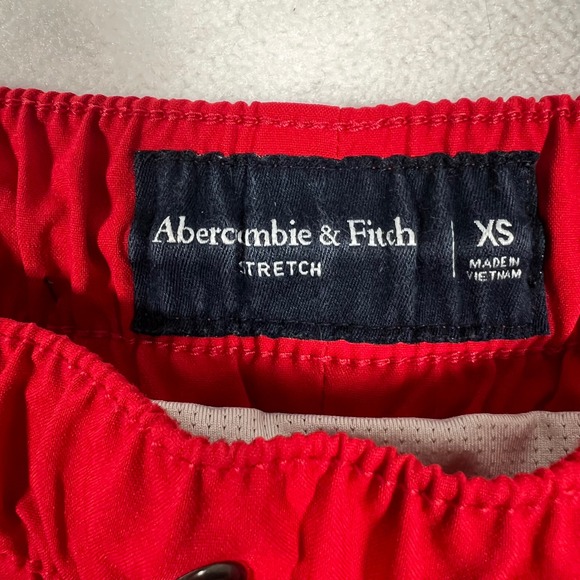 Abercrombie & Fitch
STRETCH
XS
MADE IN
VIETNAM